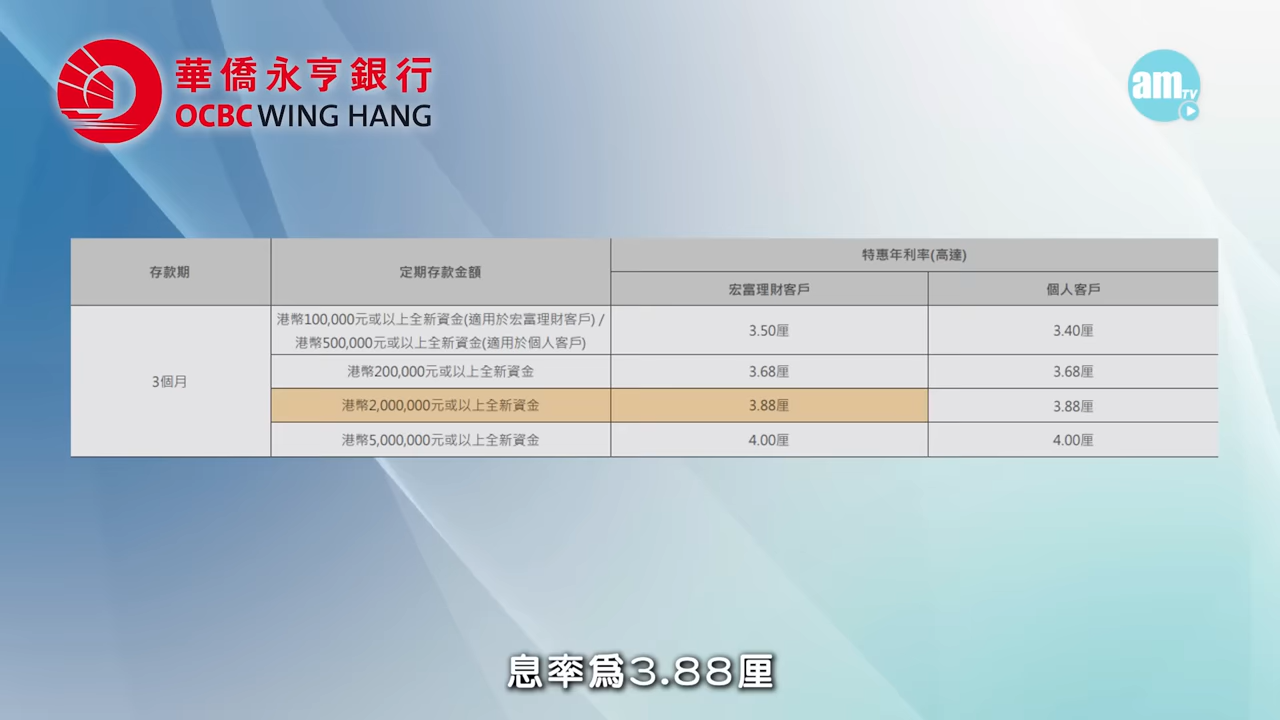 華僑永亨銀行
OCBC WING HANG
amTV
存款期
定期存款金額
特惠年利率(高達)
宏富理財客戶
個人客戶
3個月
港幣100,000元或以上全新資金(適用於宏富理財客戶) /
港幣500,000元或以上全新資金(適用於個人客戶)
3.50厘
3.40厘
港幣200,000元或以上全新資金
3.68厘
3.68厘
港幣2,000,000元或以上全新資金
3.88厘
3.88厘
港幣5,000,000元或以上全新資金
4.00厘
4.00厘
息率為3.88厘